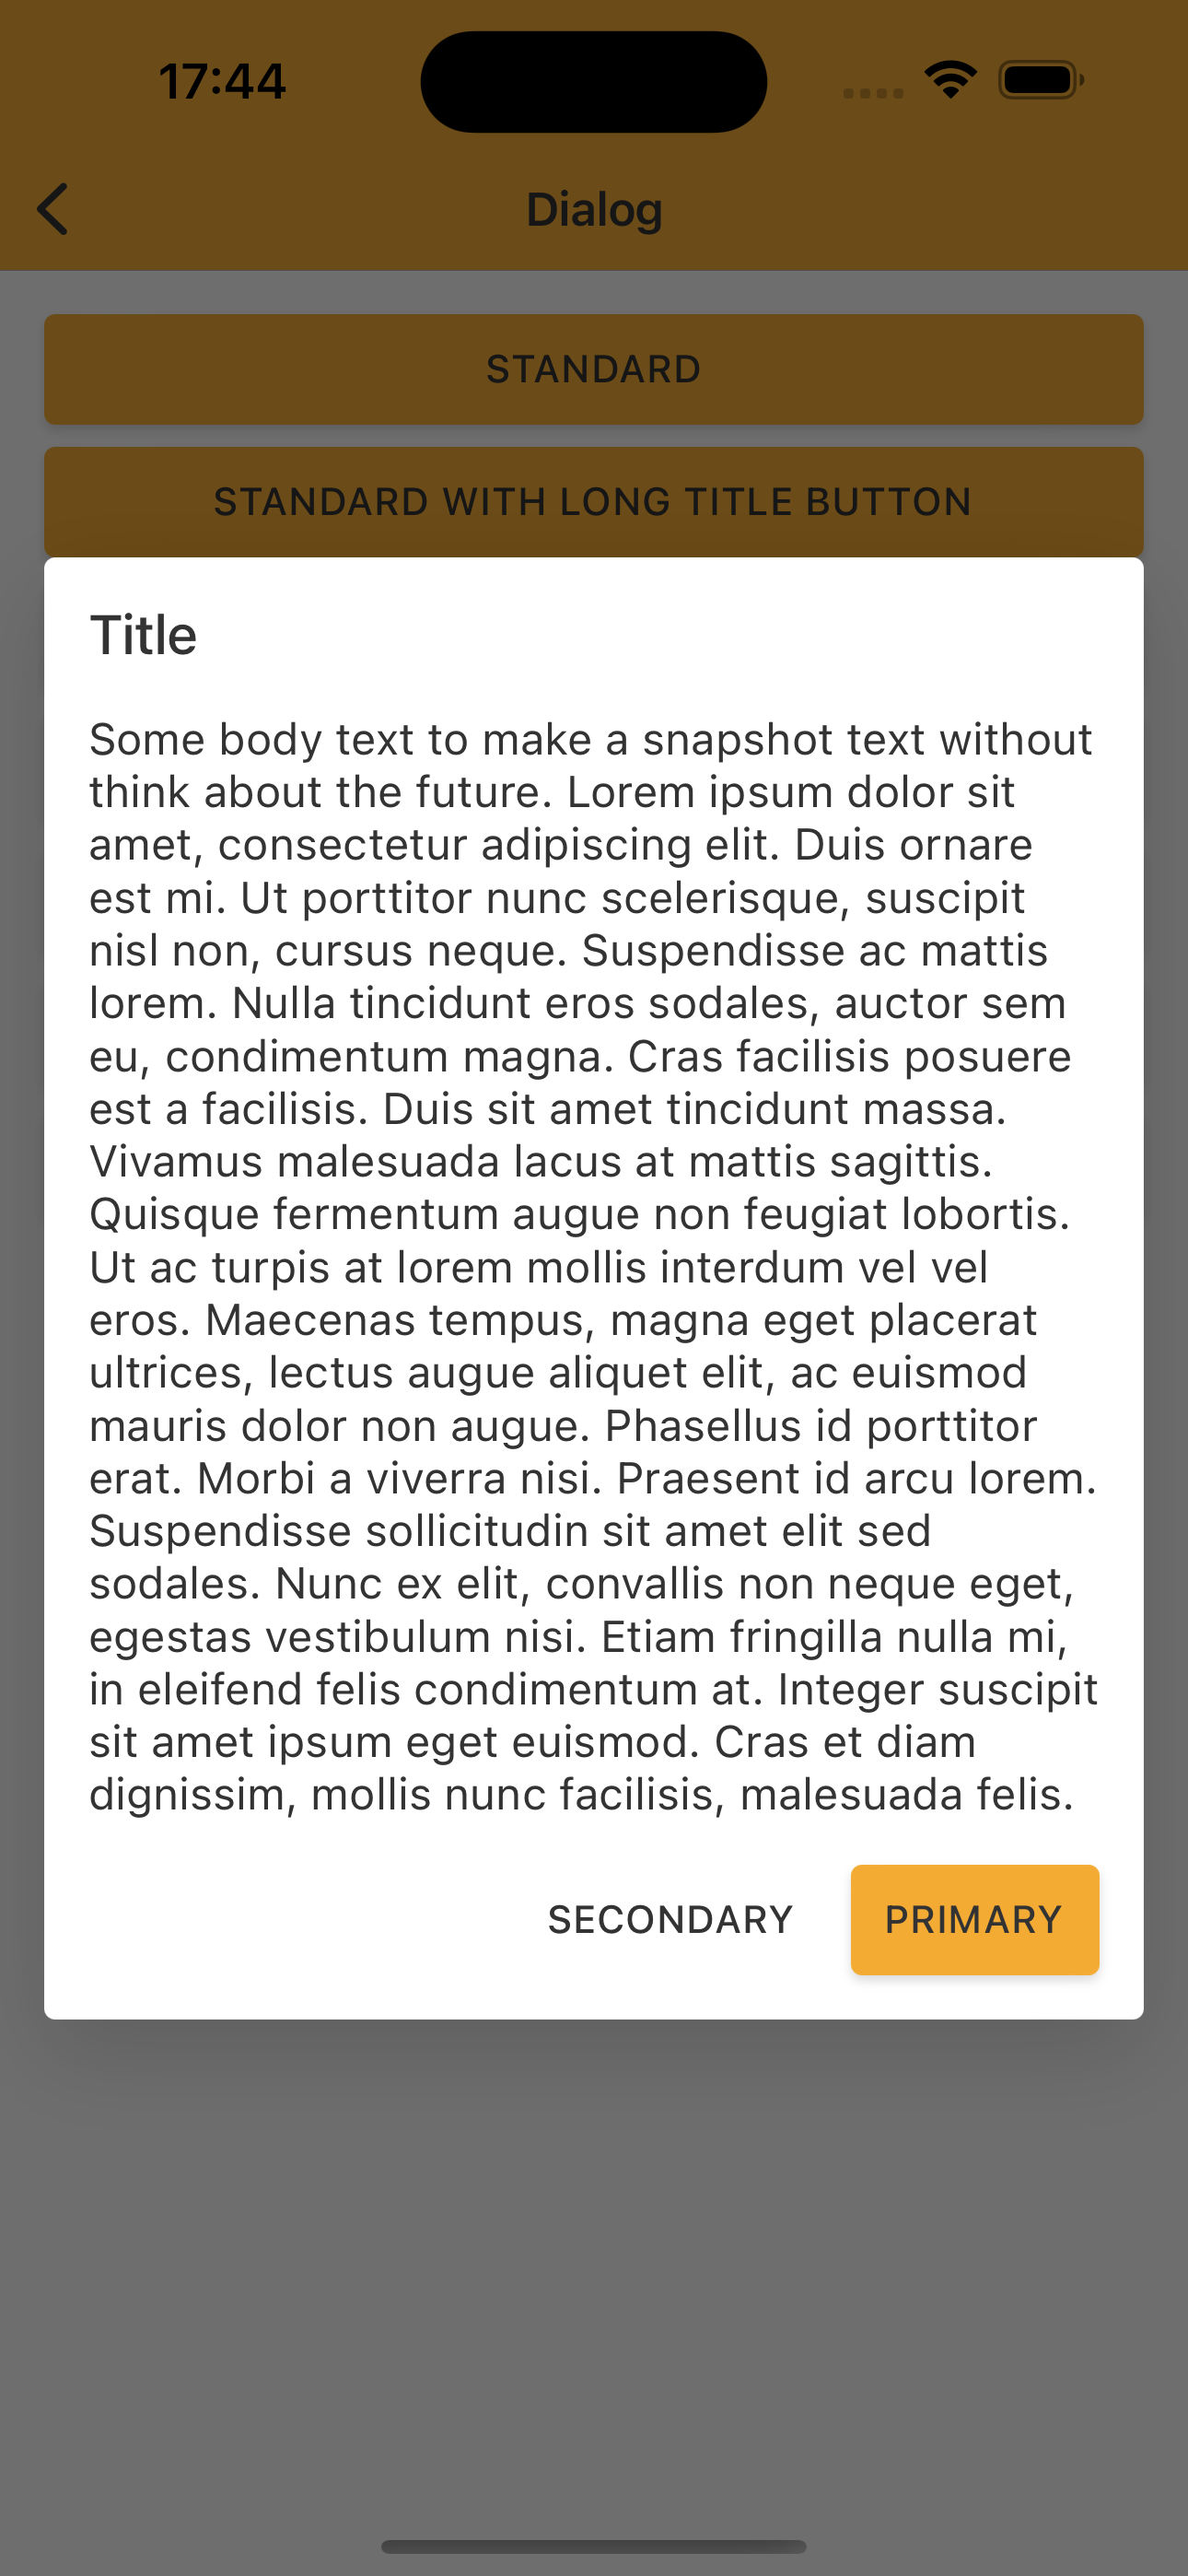 17:44
Dialog
STANDARD
STANDARD WITH LONG TITLE BUTTON
Title
Some body text to make a snapshot text without
think about the future. Lorem ipsum dolor sit
amet, consectetur adipiscing elit. Duis ornare
est mi. Ut porttitor nunc scelerisque, suscipit
nisl non, cursus neque. Suspendisse ac mattis
lorem. Nulla tincidunt eros sodales, auctor sem
eu, condimentum magna. Cras facilisis posuere
est a facilisis. Duis sit amet tincidunt massa.
Vivamus malesuada lacus at mattis sagittis.
Quisque fermentum augue non feugiat lobortis.
Ut ac turpis at lorem mollis interdum vel vel
eros. Maecenas tempus, magna eget placerat
ultrices, lectus augue aliquet elit, ac euismod
mauris dolor non augue. Phasellus id porttitor
erat. Morbi a viverra nisi. Praesent id arcu lorem.
Suspendisse sollicitudin sit amet elit sed
sodales. Nunc ex elit, convallis non neque eget,
egestas vestibulum nisi. Etiam fringilla nulla mi,
in eleifend felis condimentum at. Integer suscipit
sit amet ipsum eget euismod. Cras et diam
dignissim, mollis nunc facilisis, malesuada felis.
SECONDARY
PRIMARY